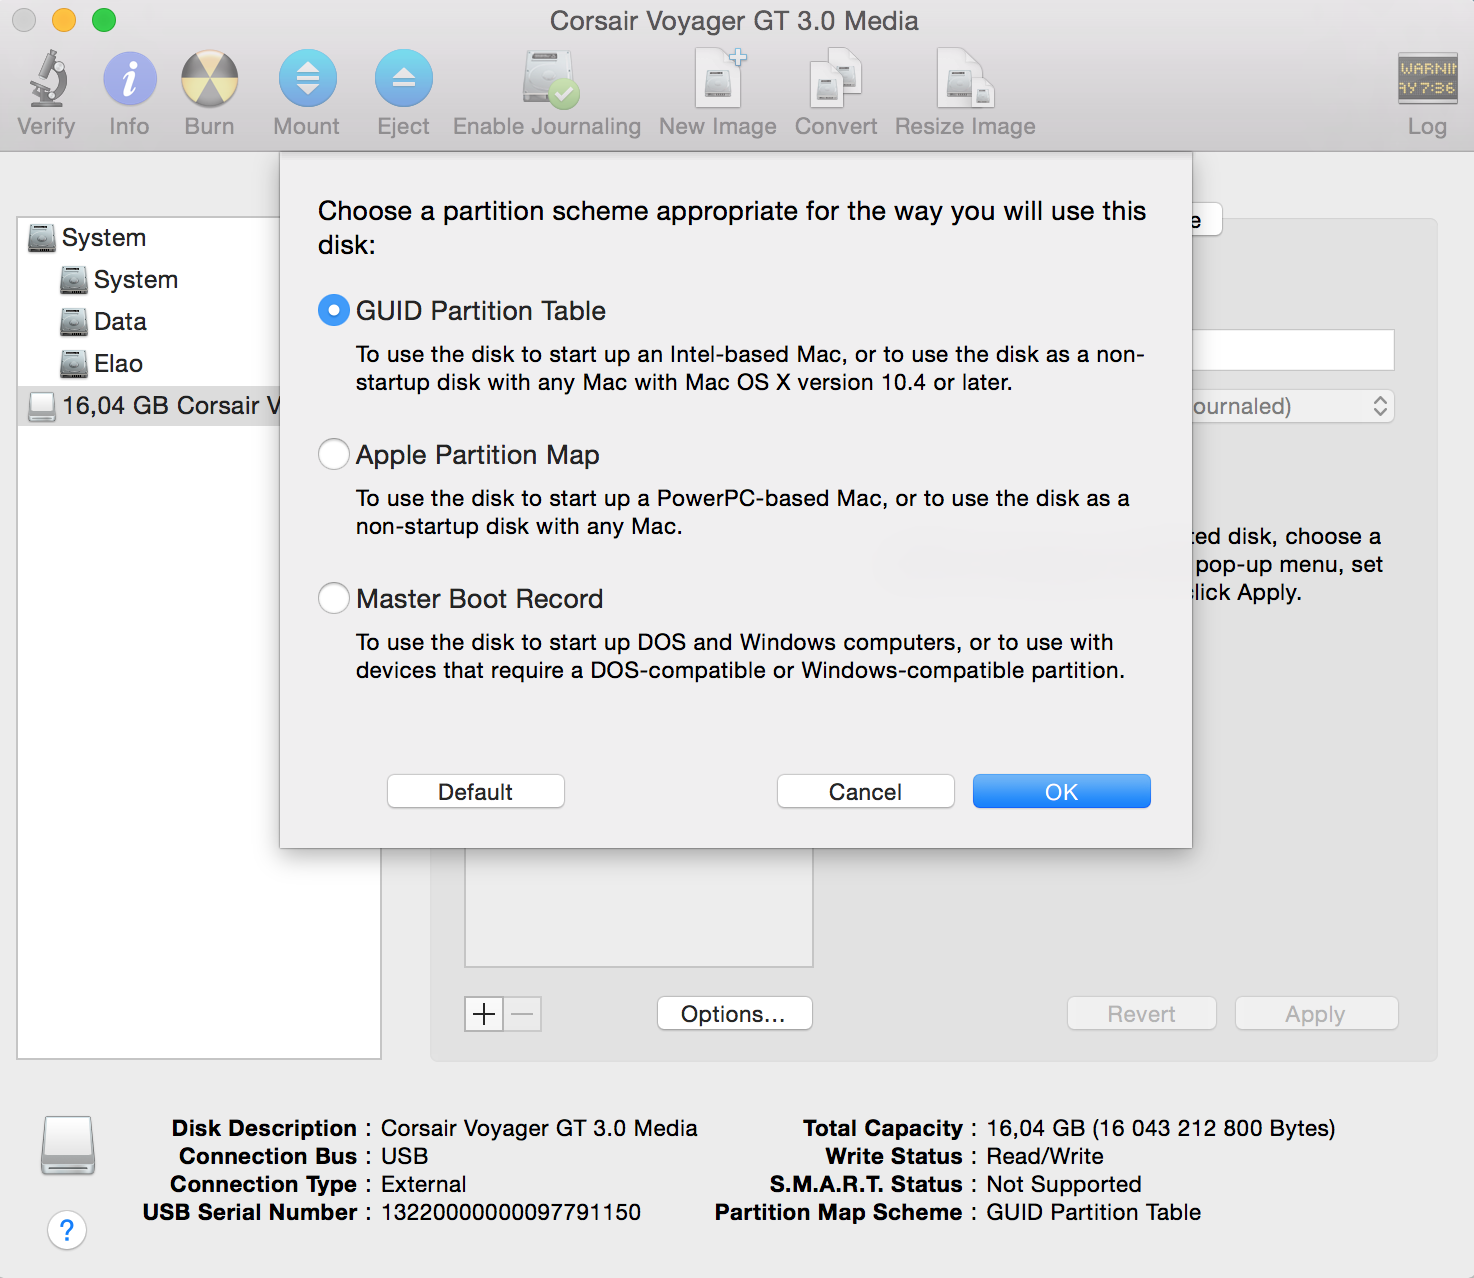 Corsair Voyager GT 3.0 Media
Verify
Info
Burn
Mount
Eject
Enable Journaling
New Image
Convert
Resize Image
WARNIN
AY 7:36
Log
Choose a partition scheme appropriate for the way you will use this
disk:
GUID Partition Table
To use the disk to start up an Intel-based Mac, or to use the disk as a non-
startup disk with any Mac with Mac OS X version 10.4 or later.
Apple Partition Map
To use the disk to start up a PowerPC-based Mac, or to use the disk as a
non-startup disk with any Mac.
Master Boot Record
To use the disk to start up DOS and Windows computers, or to use with
devices that require a DOS-compatible or Windows-compatible partition.
Default
Cancel
OK
System
System
Data
Elao
16,04 GB Corsair V
e
ournaled)
ted disk, choose a
pop-up menu, set
click Apply.
+
−
Options...
Revert
Apply
Disk Description : Corsair Voyager GT 3.0 Media
Connection Bus : USB
Connection Type : External
USB Serial Number : 13220000000097791150
Total Capacity : 16,04 GB (16 043 212 800 Bytes)
Write Status : Read/Write
S.M.A.R.T. Status : Not Supported
Partition Map Scheme : GUID Partition Table
?